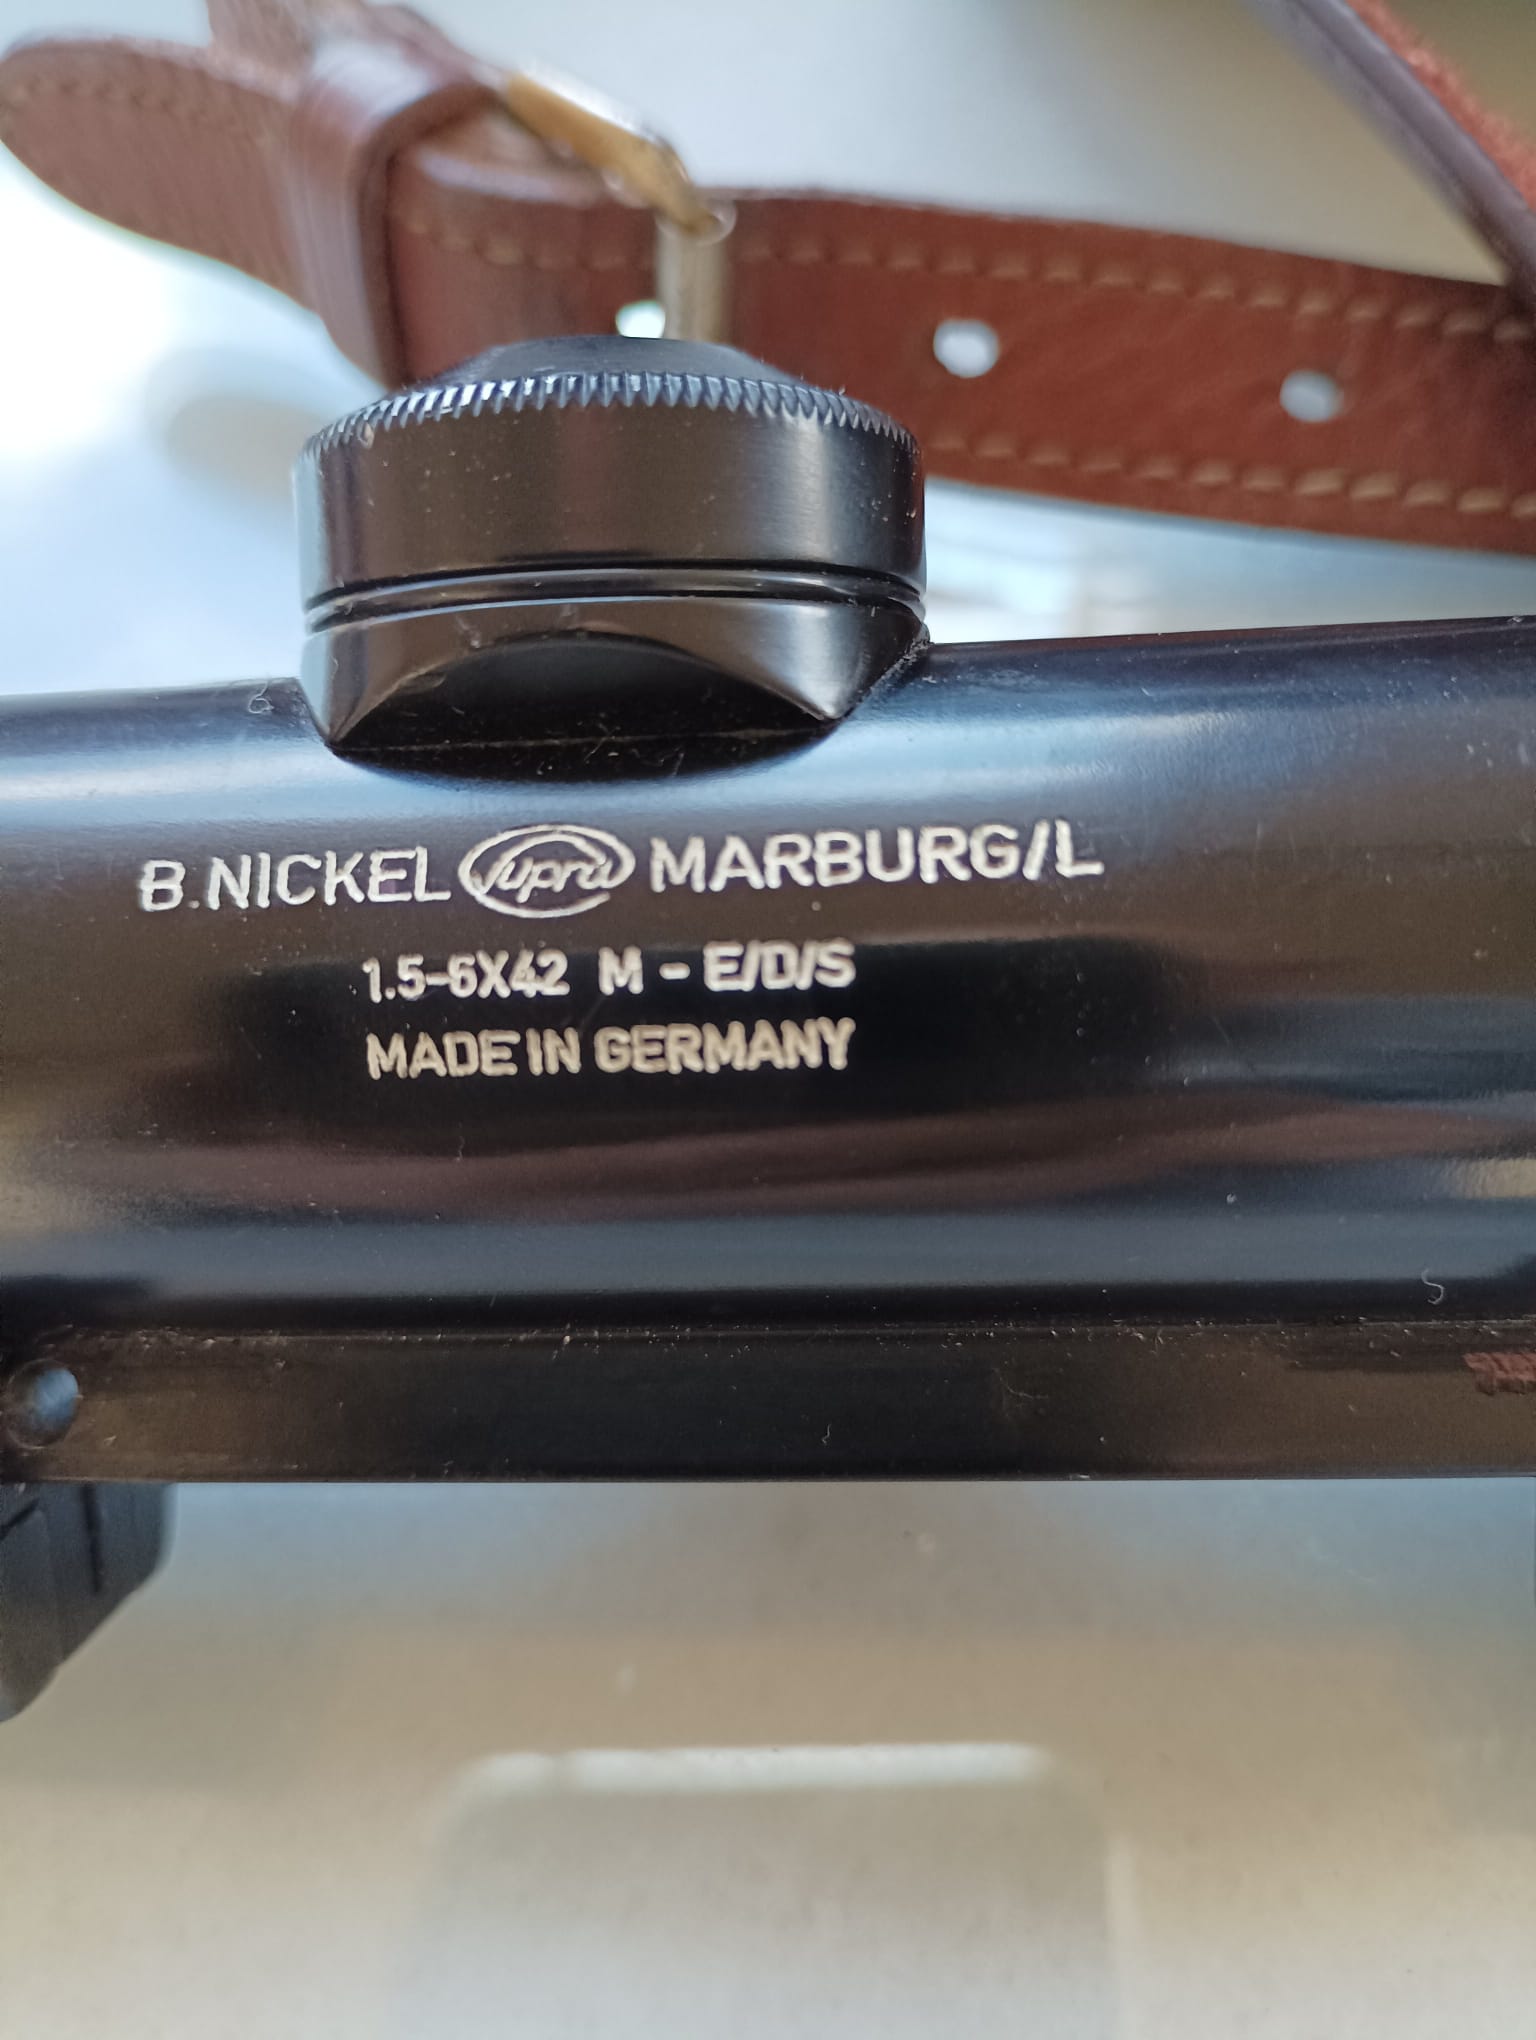 B.NICKEL Supra MARBURG/L
1.5-6X42 M - E/D/S
MADE IN GERMANY